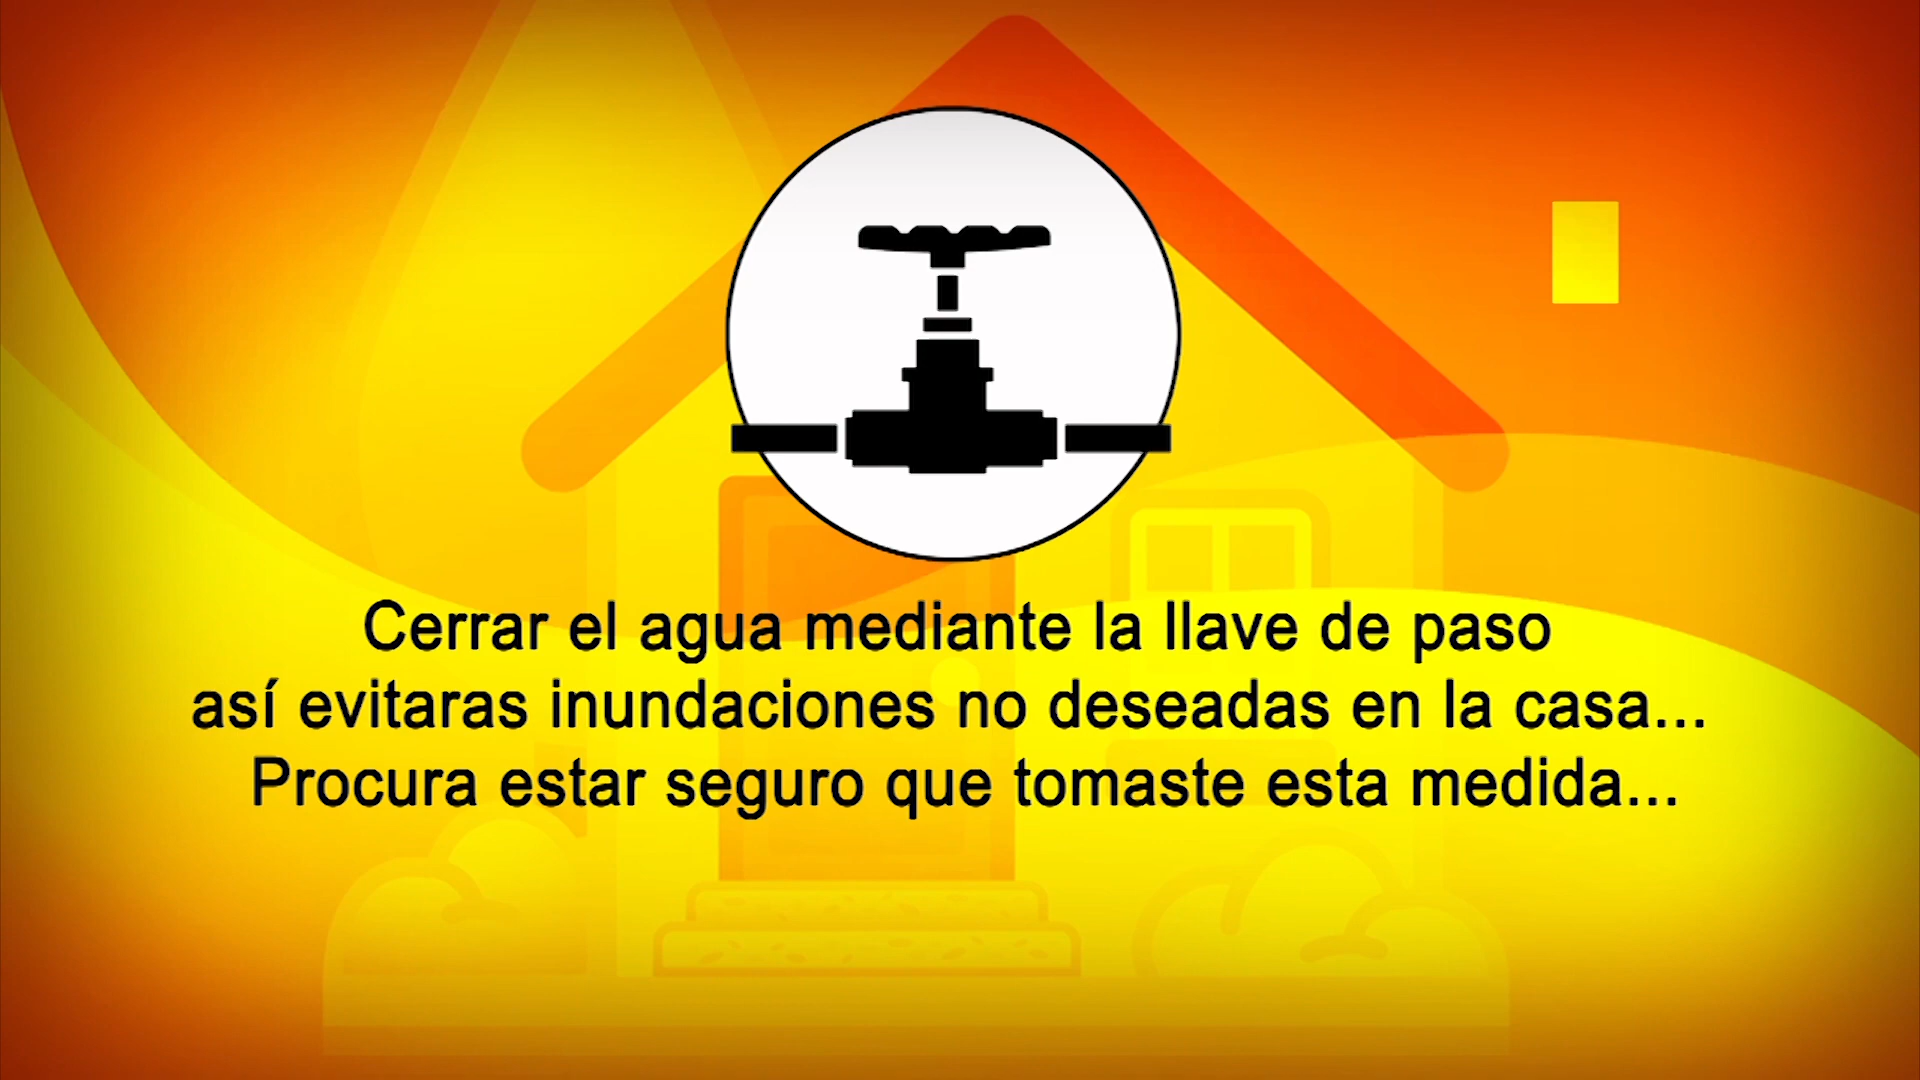 Cerrar el agua mediante la llave de paso
así evitaras inundaciones no deseadas en la casa...
Procura estar seguro que tomaste esta medida...